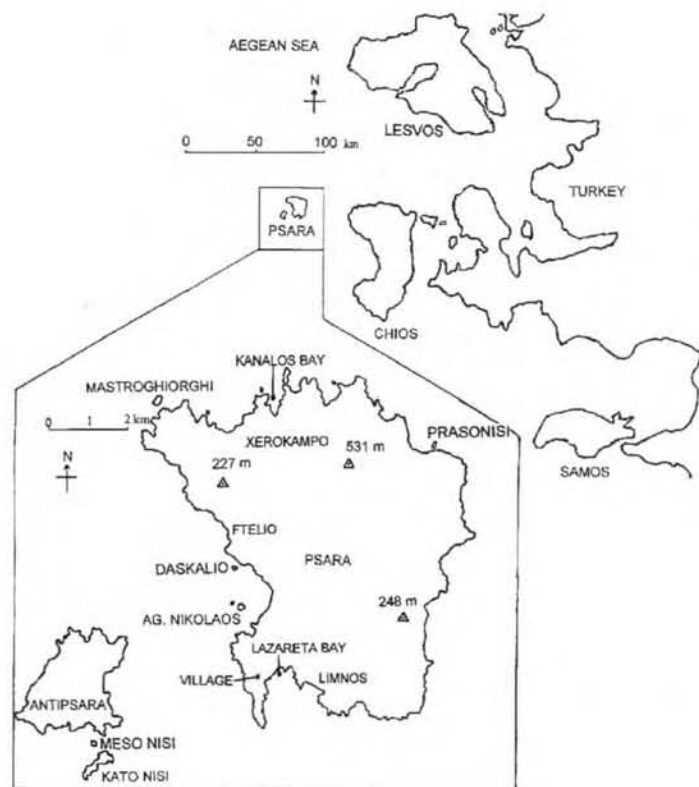 AEGEAN SEA
N
LESVOS
0 50 100 km
TURKEY
PSARA
CHIOS
KANALOS BAY
MASTROGHIORGHI
0 1 2 km
XEROKAMPO
PRASONISI
N
227 m
531 m
SAMOS
FTELIO
DASKALIO
PSARA
248 m
AG. NIKOLAOS
LAZARETA BAY
VILLAGE
LIMNOS
ANTIPSARA
MESO NISI
KATO NISI